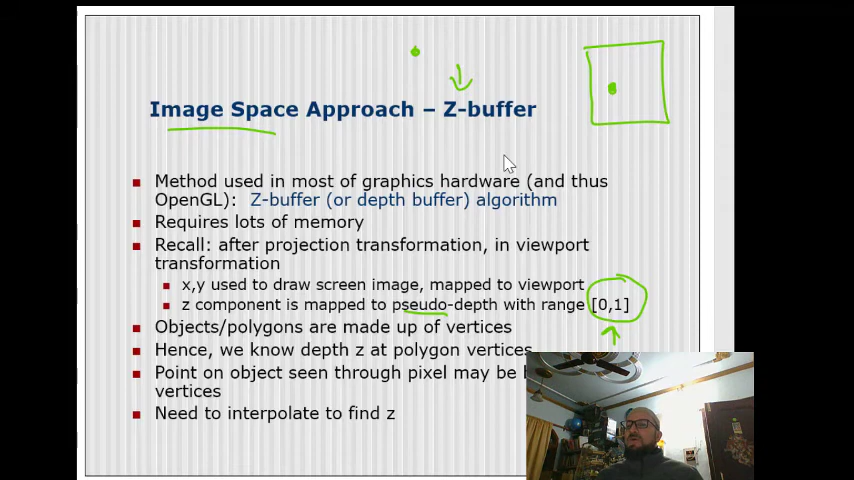 Image Space Approach – Z-buffer
Method used in most of graphics hardware (and thus
OpenGL): Z-buffer (or depth buffer) algorithm
Requires lots of memory
Recall: after projection transformation, in viewport
transformation
x,y used to draw screen image, mapped to viewport
z component is mapped to pseudo-depth with range [0,1]
Objects/polygons are made up of vertices
Hence, we know depth z at polygon vertices
Point on object seen through pixel may be
vertices
Need to interpolate to find z